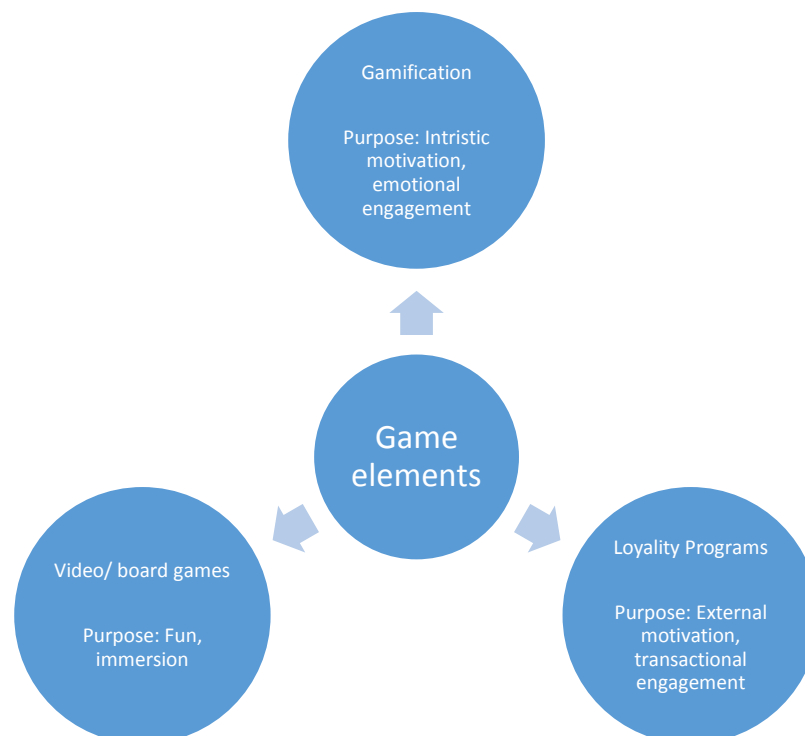 Gamification
Purpose: Intristic
motivation,
emotional
engagement
Game
elements
Video/ board games
Purpose: Fun,
immersion
Loyality Programs
Purpose: External
motivation,
transactional
engagement